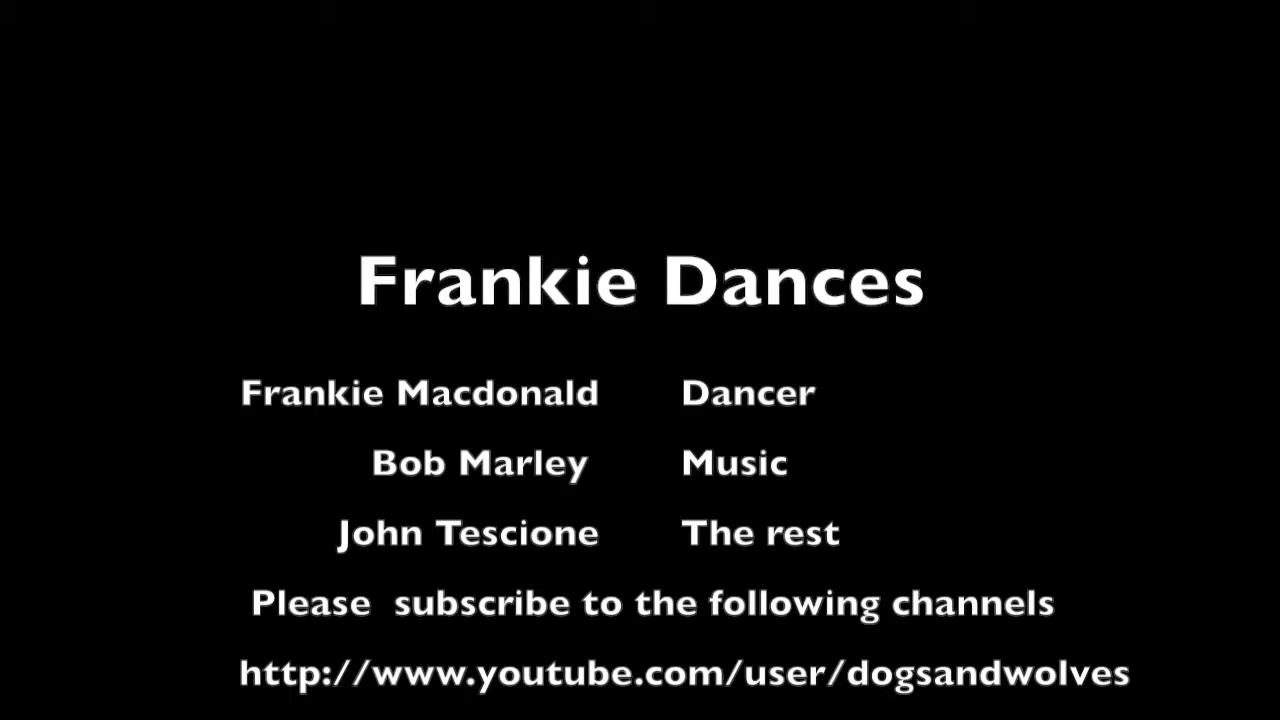 Frankie Dances
Frankie Macdonald Dancer
Bob Marley Music
John Tescione The rest
Please subscribe to the following channels
http://www.youtube.com/user/dogsandwolves